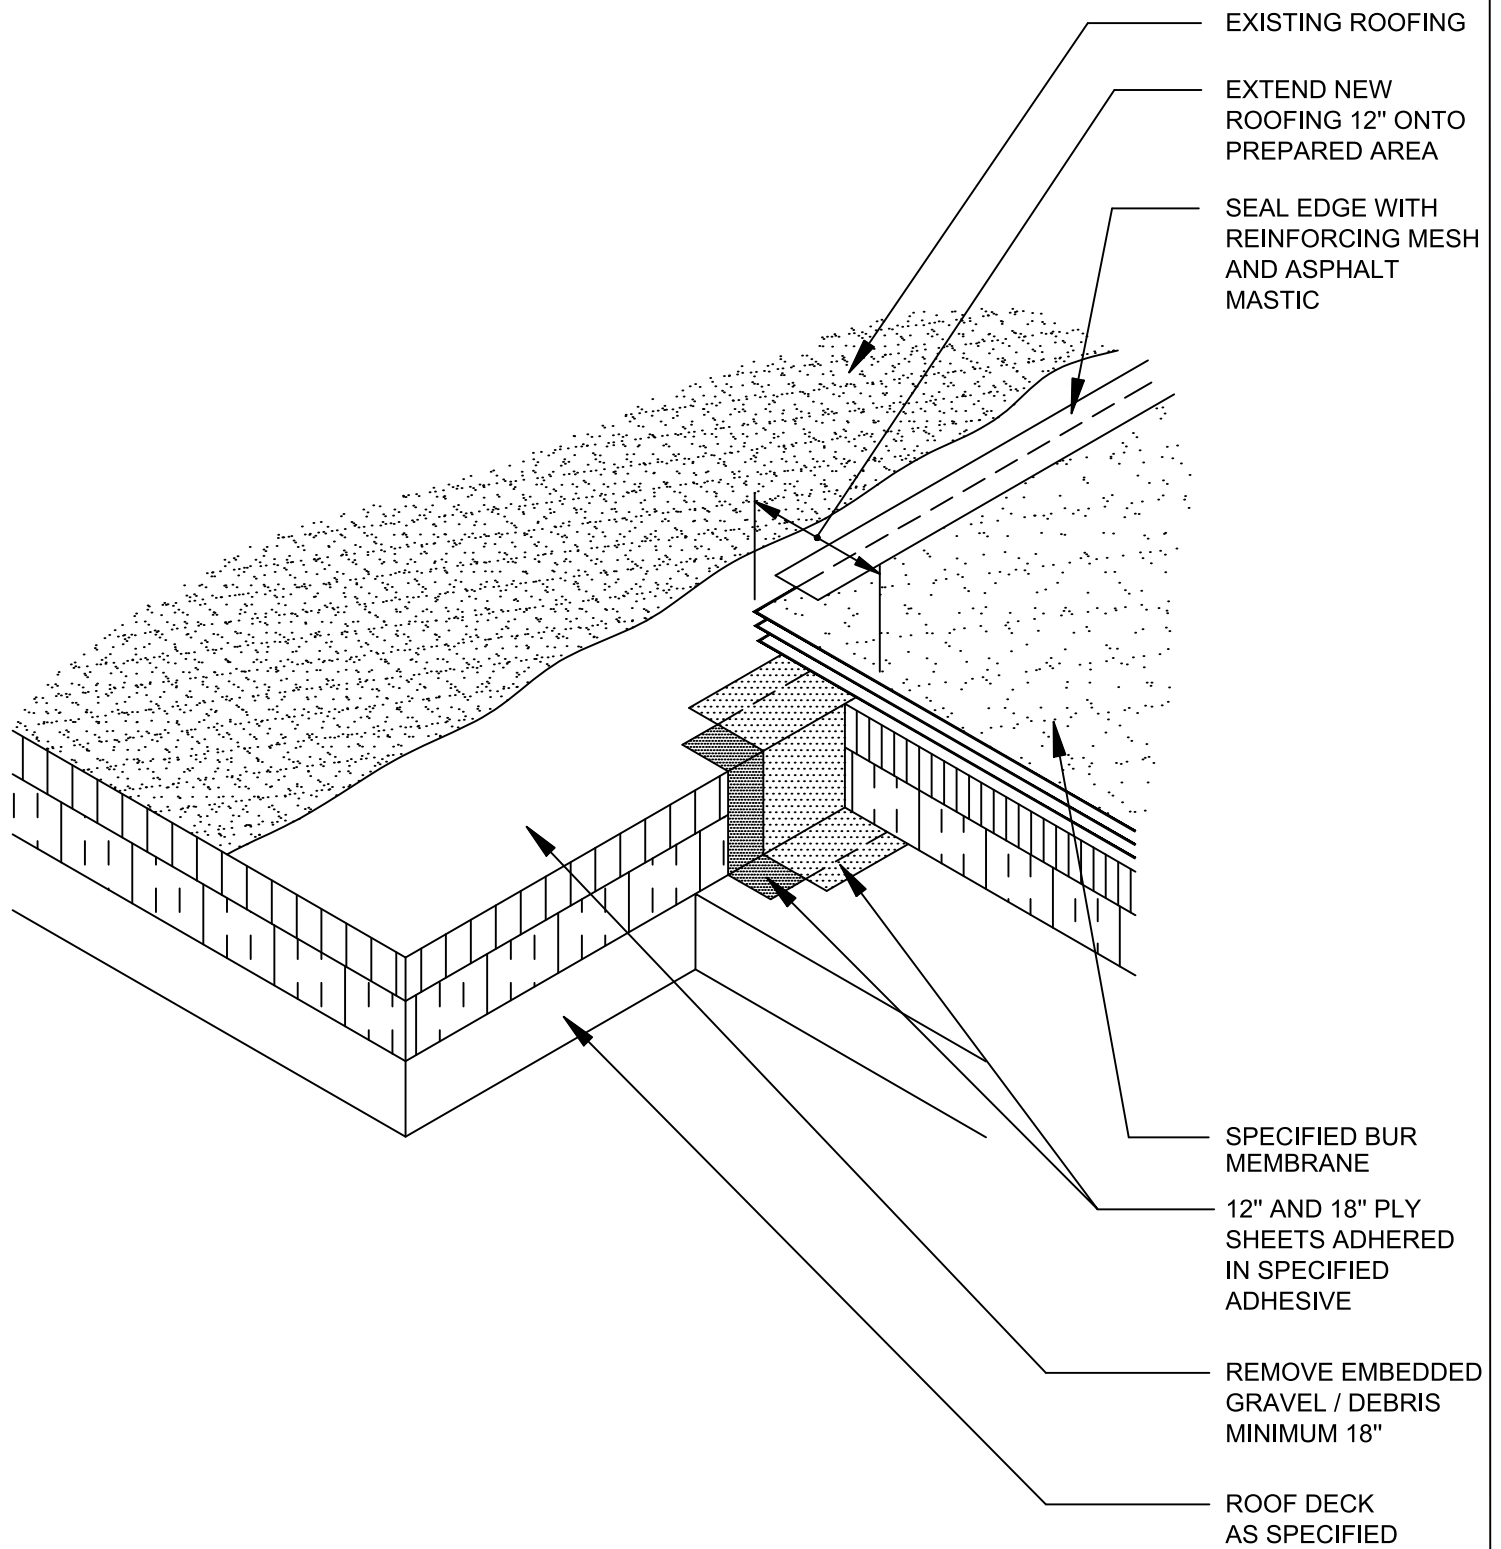 EXISTING ROOFING
EXTEND NEW
ROOFING 12" ONTO
PREPARED AREA
SEAL EDGE WITH
REINFORCING MESH
AND ASPHALT
MASTIC
SPECIFIED BUR
MEMBRANE
12" AND 18" PLY
SHEETS ADHERED
IN SPECIFIED
ADHESIVE
REMOVE EMBEDDED
GRAVEL / DEBRIS
MINIMUM 18"
ROOF DECK
AS SPECIFIED